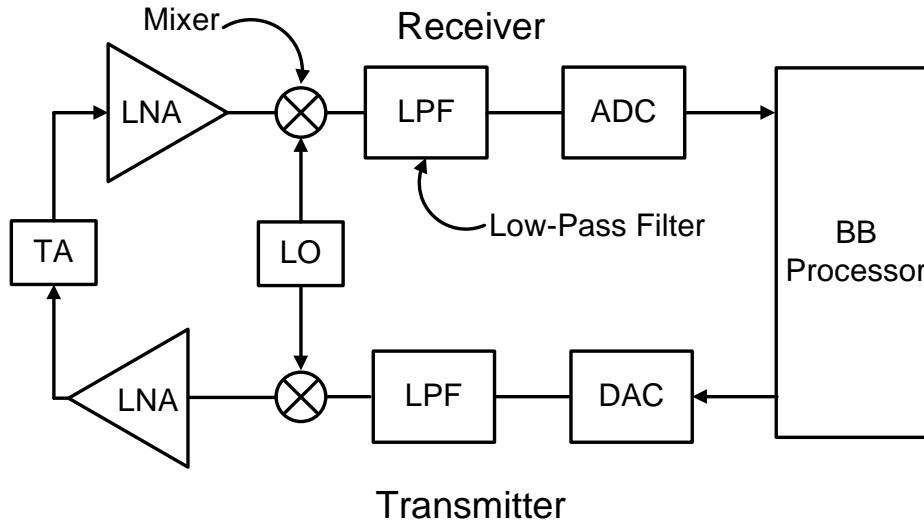 Mixer
Receiver
LNA
LPF
ADC
Low-Pass Filter
TA
LO
BB
Processor
LNA
LPF
DAC
Transmitter